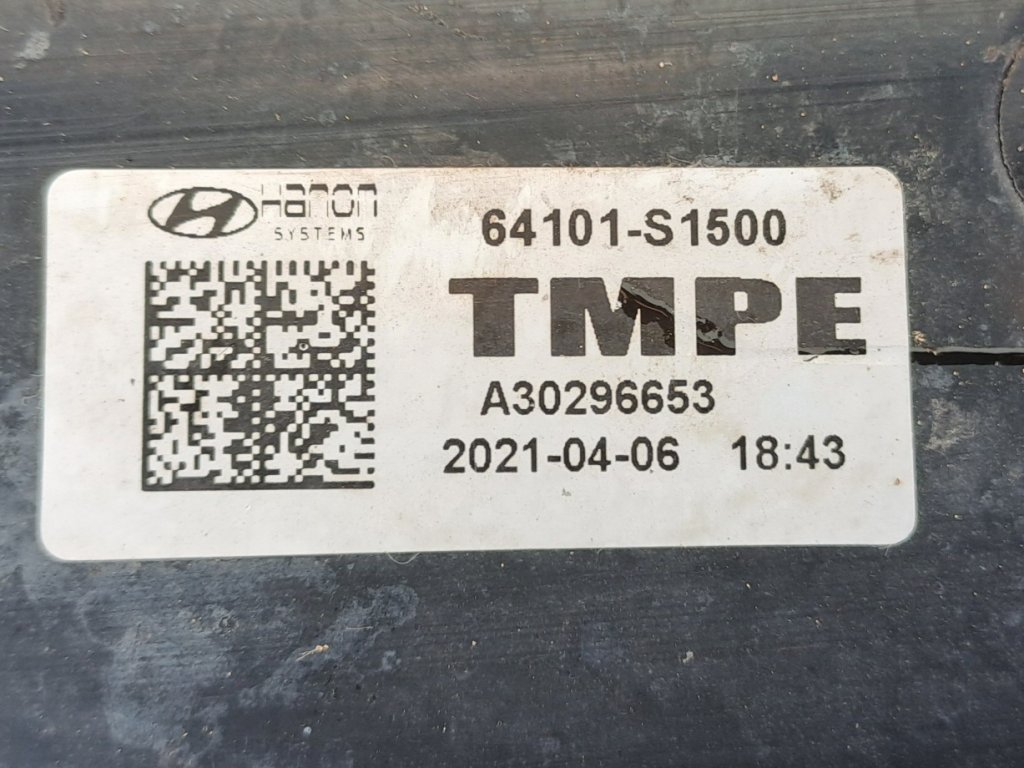 HANON
SYSTEMS
64101-S1500
TMPE
A30296653
2021-04-06 18:43